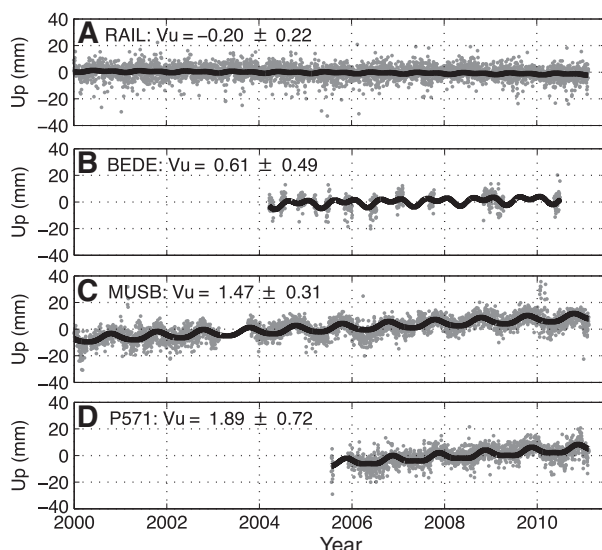 A RAIL: Vu = −0.20 ± 0.22
Up (mm)
40
20
0
−20
−40
B BEDE: Vu = 0.61 ± 0.49
Up (mm)
40
20
0
−20
−40
C MUSB: Vu = 1.47 ± 0.31
Up (mm)
40
20
0
−20
−40
D P571: Vu = 1.89 ± 0.72
Up (mm)
40
20
0
−20
−40
2000 2002 2004 2006 2008 2010
Year